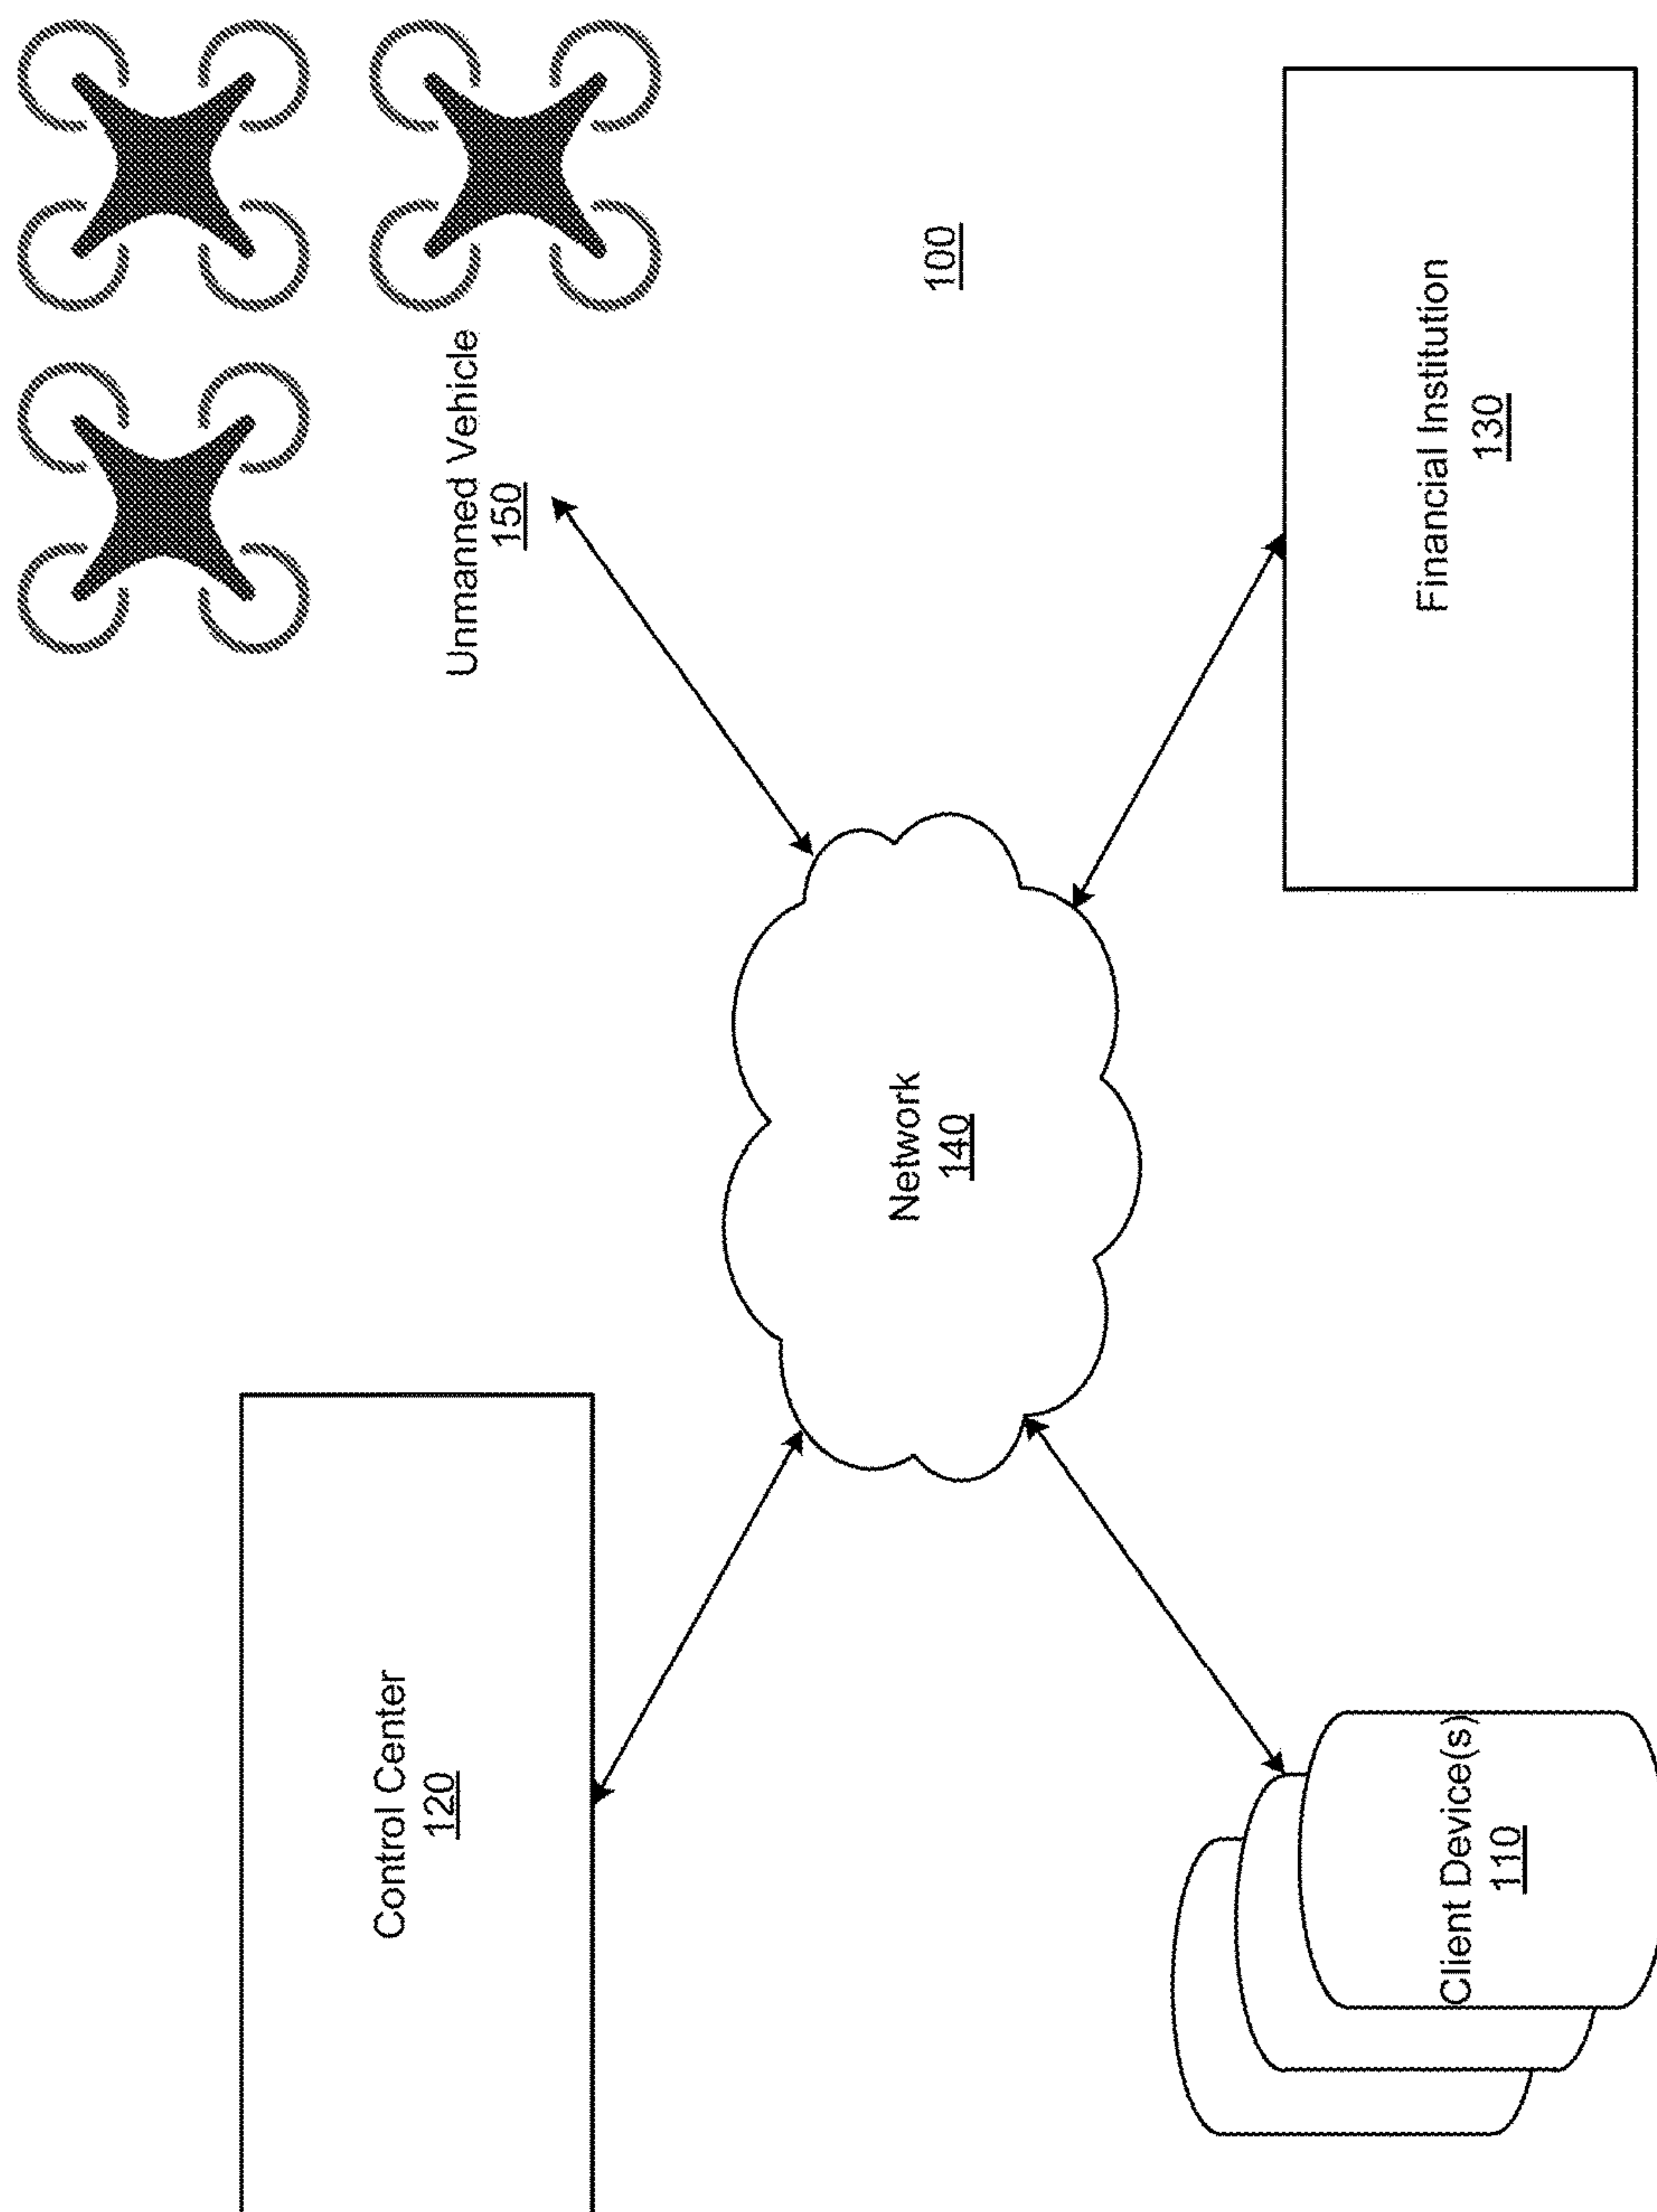 Control Center
120
Unmanned Vehicle
150
Network
140
100
Client Device(s)
110
Financial Institution
130